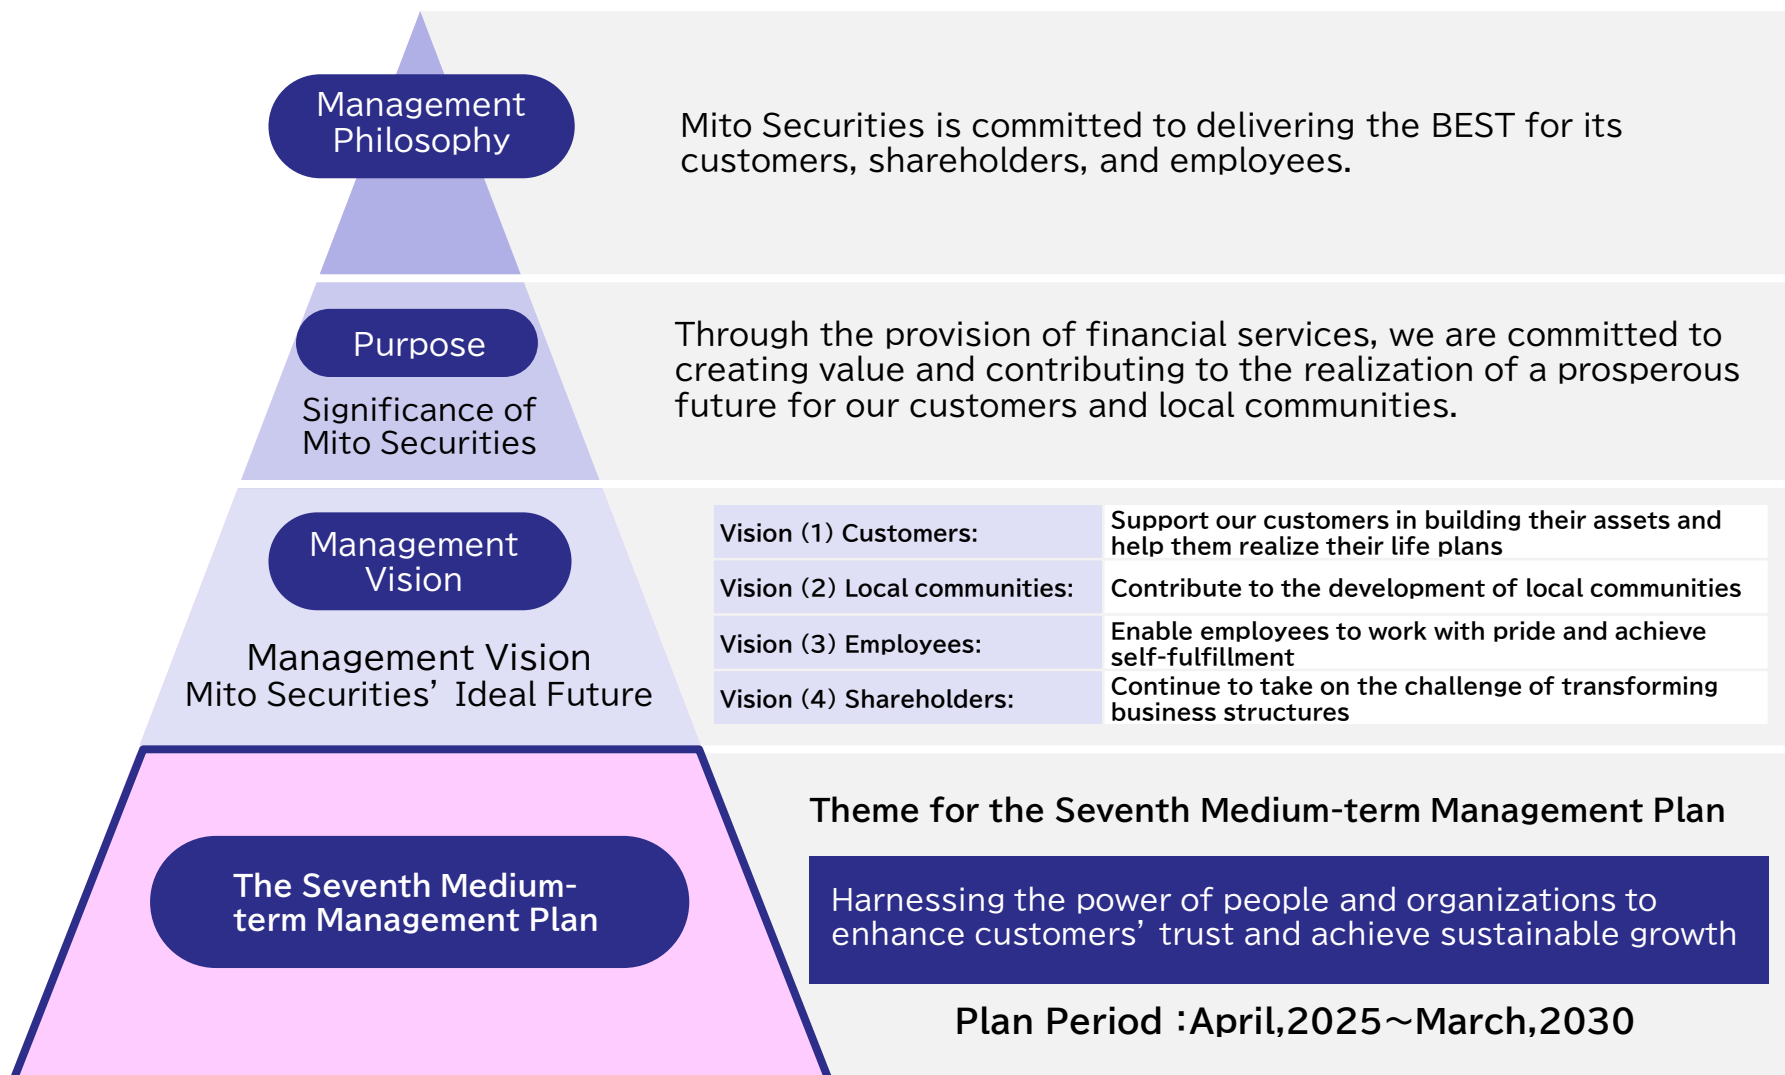 Management
Philosophy
Mito Securities is committed to delivering the BEST for its
customers, shareholders, and employees.
Purpose
Significance of
Mito Securities
Through the provision of financial services, we are committed to
creating value and contributing to the realization of a prosperous
future for our customers and local communities.
Management
Vision
Management Vision
Mito Securities’ Ideal Future
Vision (1) Customers:
Support our customers in building their assets and
help them realize their life plans
Vision (2) Local communities:
Contribute to the development of local communities
Vision (3) Employees:
Enable employees to work with pride and achieve
self-fulfillment
Vision (4) Shareholders:
Continue to take on the challenge of transforming
business structures
The Seventh Medium-
term Management Plan
Theme for the Seventh Medium-term Management Plan
Harnessing the power of people and organizations to
enhance customers’ trust and achieve sustainable growth
Plan Period：April,2025～March,2030